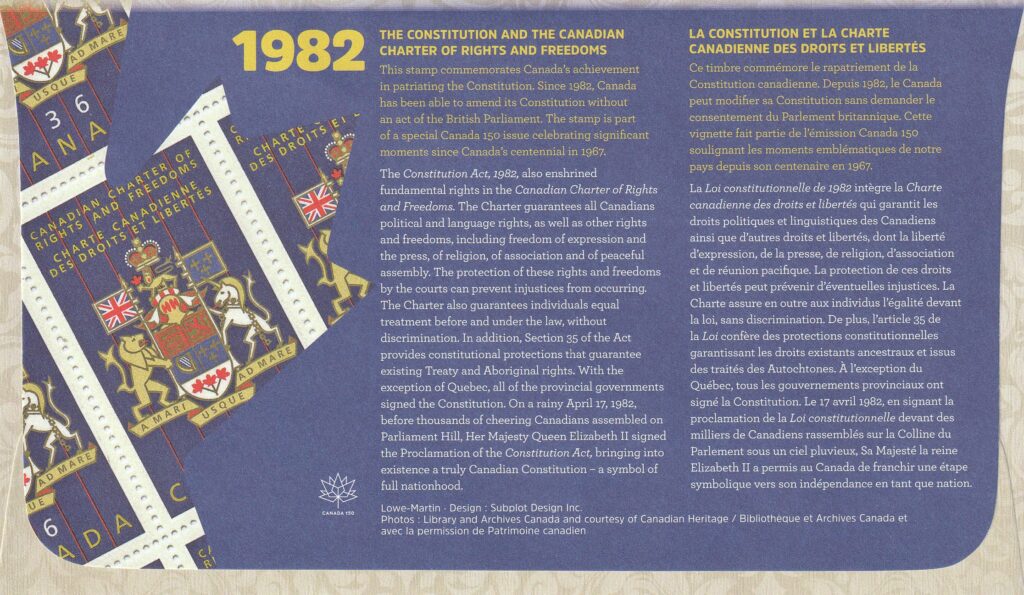 AD MARE
USQUE
36
ANA
CANADIAN CHARTER OF
RIGHTS AND FREEDOMS
CHARTE CANADIENNE
DES DROITS ET LIBERTÉS
A MARI USQUE AD MARE
CHARTE C
DES DROITS ET L
AD MARE
6
ADA
C
1982
THE CONSTITUTION AND THE CANADIAN
CHARTER OF RIGHTS AND FREEDOMS
This stamp commemorates Canada's achievement
in patriating the Constitution. Since 1982, Canada
has been able to amend its Constitution without
an act of the British Parliament. The stamp is part
of a special Canada 150 issue celebrating significant
moments since Canada's centennial in 1967.
The Constitution Act, 1982, also enshrined
fundamental rights in the Canadian Charter of Rights
and Freedoms. The Charter guarantees all Canadians
political and language rights, as well as other rights
and freedoms, including freedom of expression and
the press, of religion, of association and of peaceful
assembly. The protection of these rights and freedoms
by the courts can prevent injustices from occurring.
The Charter also guarantees individuals equal
treatment before and under the law, without
discrimination. In addition, Section 35 of the Act
provides constitutional protections that guarantee
existing Treaty and Aboriginal rights. With the
exception of Quebec, all of the provincial governments
signed the Constitution. On a rainy April 17, 1982,
before thousands of cheering Canadians assembled on
Parliament Hill, Her Majesty Queen Elizabeth II signed
the Proclamation of the Constitution Act, bringing into
existence a truly Canadian Constitution – a symbol of
full nationhood.
LA CONSTITUTION ET LA CHARTE
CANADIENNE DES DROITS ET LIBERTÉS
Ce timbre commémore le rapatriement de la
Constitution canadienne. Depuis 1982, le Canada
peut modifier sa Constitution sans demander le
consentement du Parlement britannique. Cette
vignette fait partie de l'émission Canada 150
soulignant les moments emblématiques de notre
pays depuis son centenaire en 1967.
La Loi constitutionnelle de 1982 intègre la Charte
canadienne des droits et libertés qui garantit les
droits politiques et linguistiques des Canadiens
ainsi que d'autres droits et libertés, dont la liberté
d'expression, de la presse, de religion, d'association
et de réunion pacifique. La protection de ces droits
et libertés peut prévenir d'éventuelles injustices. La
Charte assure en outre aux individus l'égalité devant
la loi, sans discrimination. De plus, l'article 35 de
la Loi confère des protections constitutionnelles
garantissant les droits existants ancestraux et issus
des traités des Autochtones. À l'exception du
Québec, tous les gouvernements provinciaux ont
signé la Constitution. Le 17 avril 1982, en signant la
proclamation de la Loi constitutionnelle devant des
milliers de Canadiens rassemblés sur la Colline du
Parlement sous un ciel pluvieux, Sa Majesté la reine
Elizabeth II a permis au Canada de franchir une étape
symbolique vers son indépendance en tant que nation.
CANADA 150
Lowe-Martin · Design : Subplot Design Inc.
Photos : Library and Archives Canada and courtesy of Canadian Heritage / Bibliothèque et Archives Canada et
avec la permission de Patrimoine canadien